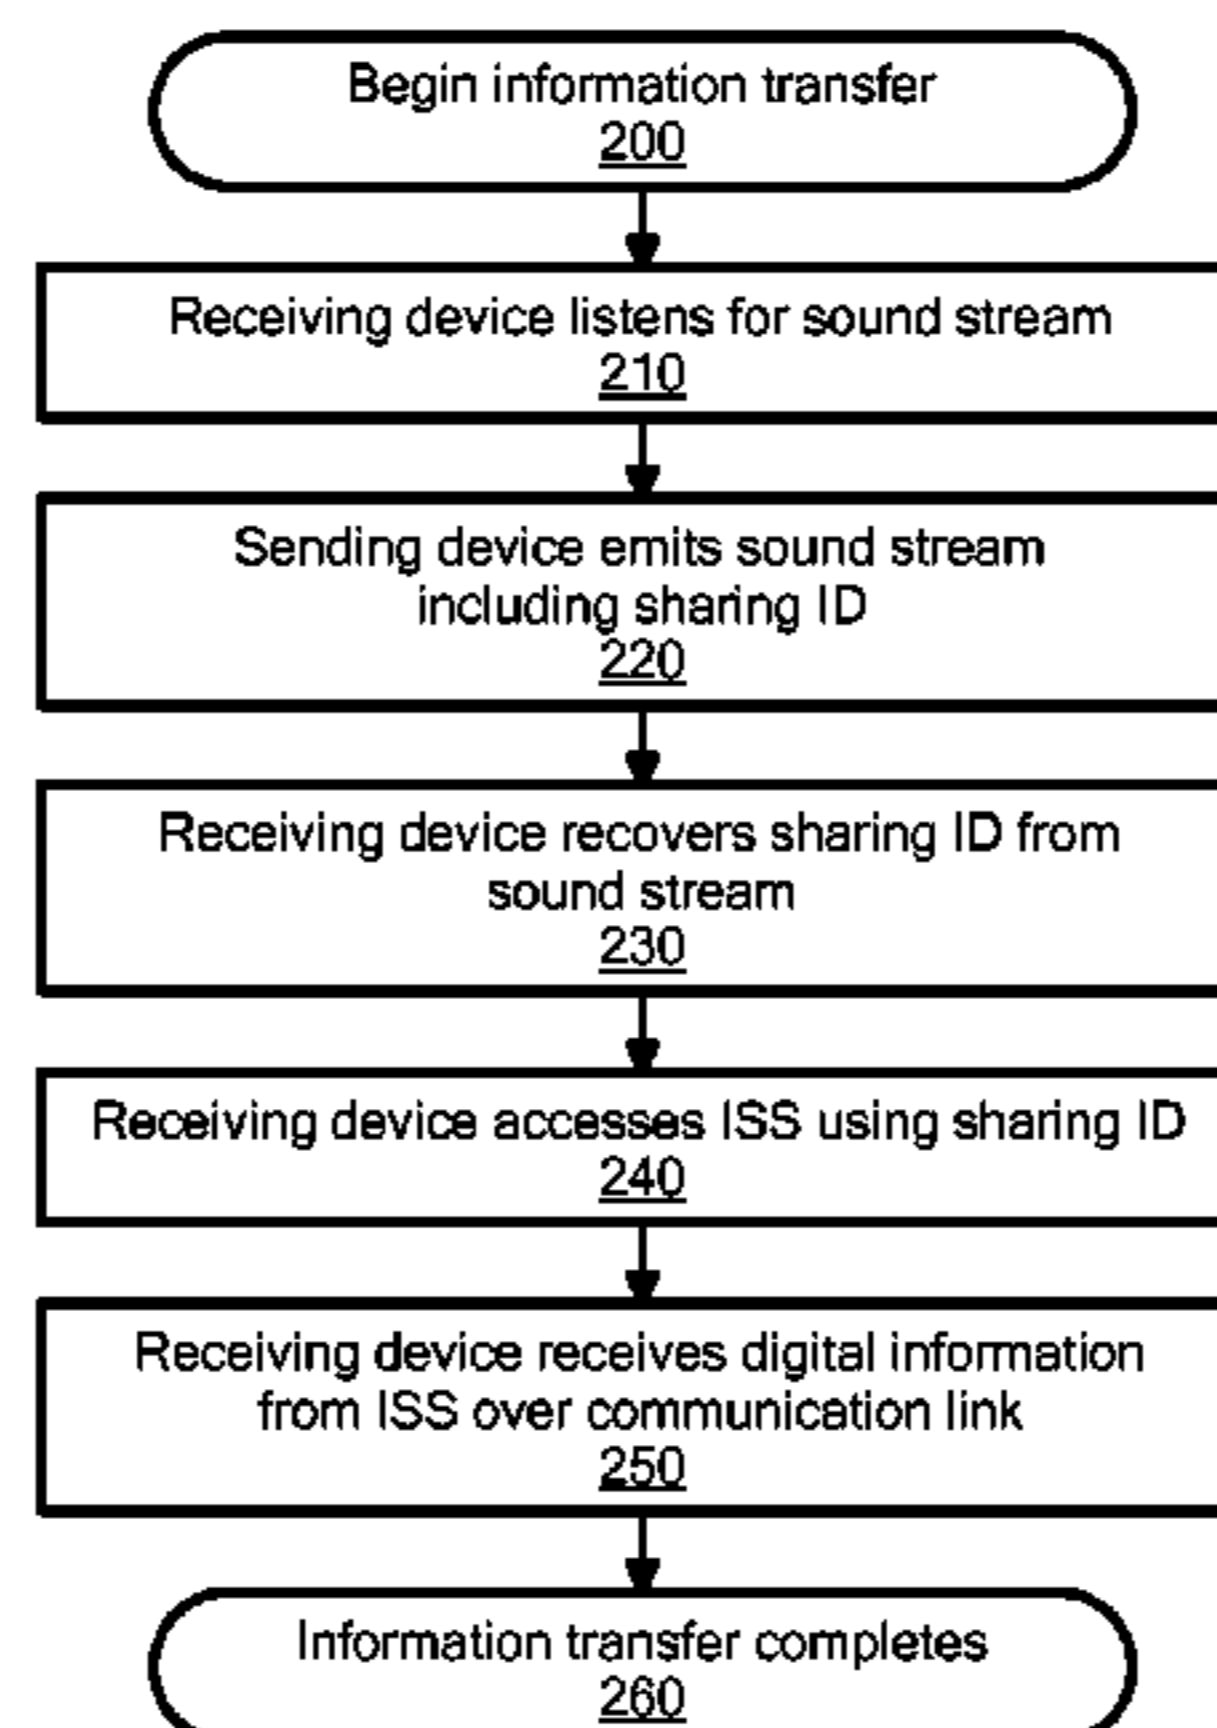 Begin information transfer
200
Receiving device listens for sound stream
210
Sending device emits sound stream
including sharing ID
220
Receiving device recovers sharing ID from
sound stream
230
Receiving device accesses ISS using sharing ID
240
Receiving device receives digital information
from ISS over communication link
250
Information transfer completes
260